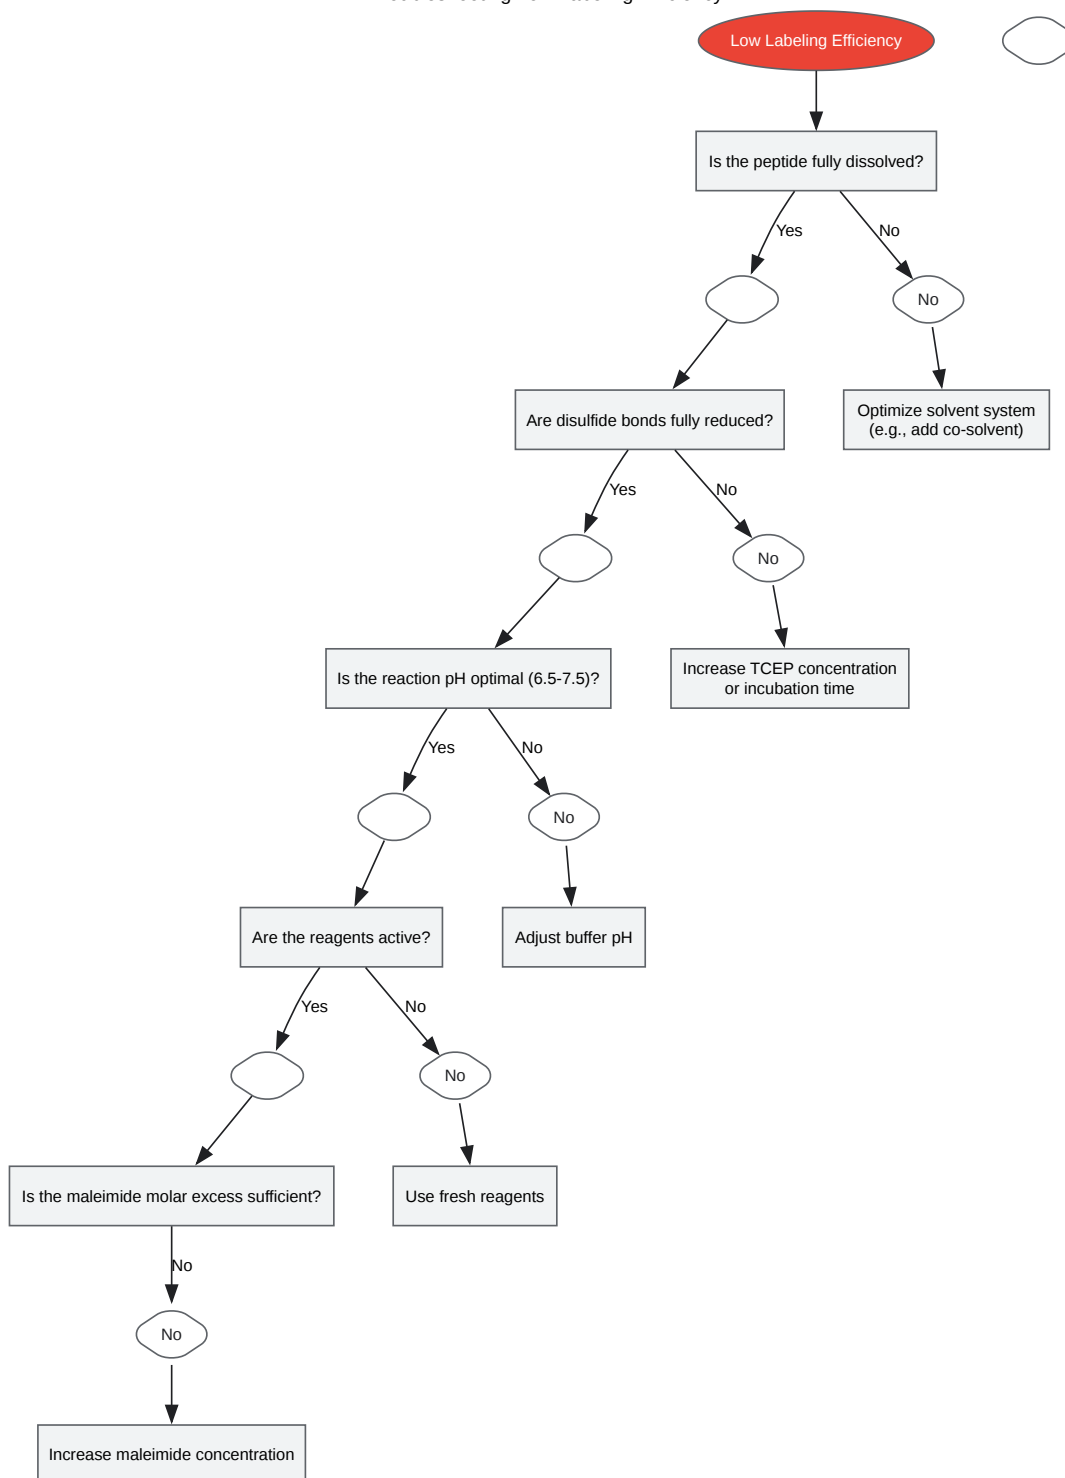 Low Labeling Efficiency
Is the peptide fully dissolved?
Yes
No
No
Optimize solvent system
(e.g., add co-solvent)
Are disulfide bonds fully reduced?
Yes
No
No
Increase TCEP concentration
or incubation time
Is the reaction pH optimal (6.5-7.5)?
Yes
No
No
Adjust buffer pH
Are the reagents active?
Yes
No
No
Use fresh reagents
Is the maleimide molar excess sufficient?
No
No
Increase maleimide concentration